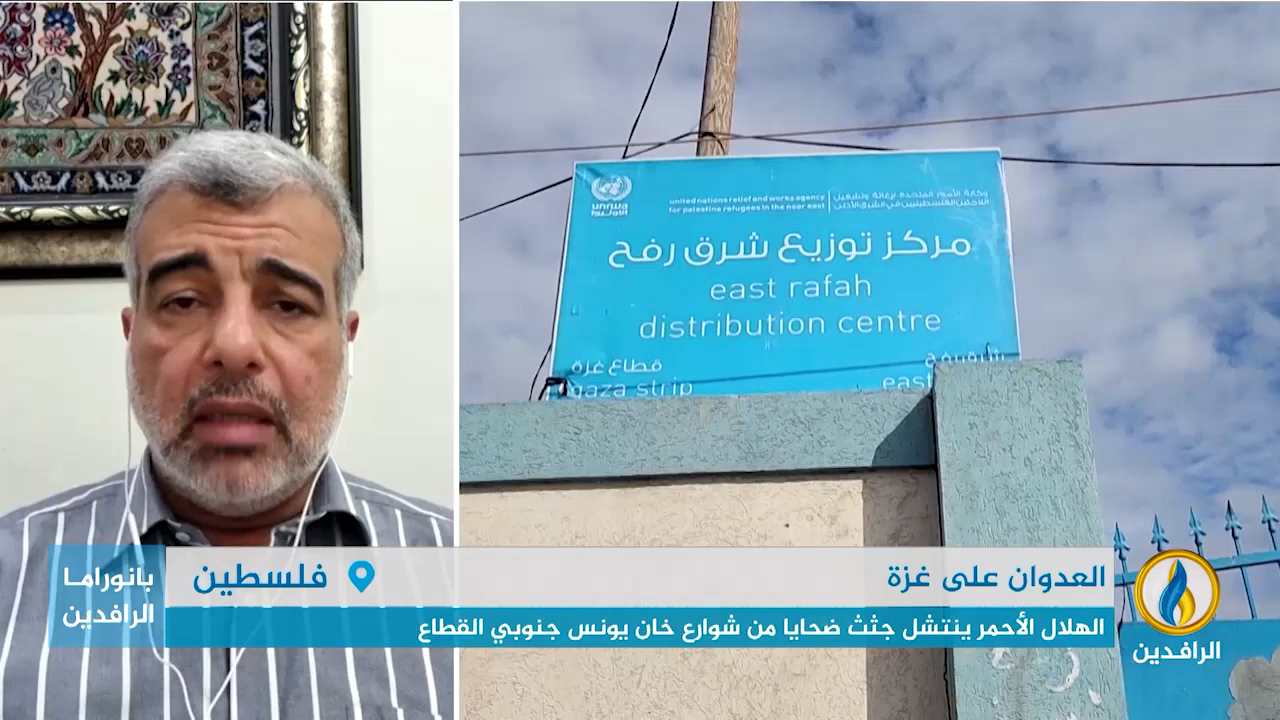 unrwa
الأونروا
united nations relief and works agency
for palestine refugees in the near east
وكالة الأمم المتحدة لإغاثة وتشغيل
اللاجئين الفلسطينيين في الشرق الأدنى
مركز توزيع شرق رفح
east rafah
distribution centre
قطاع غزة
gaza strip
شرق رفح
east
العدوان على غزة
فلسطين
الهلال الأحمر ينتشل جثث ضحايا من شوارع خان يونس جنوبي القطاع
بانوراما
الرافدين
الرافدين